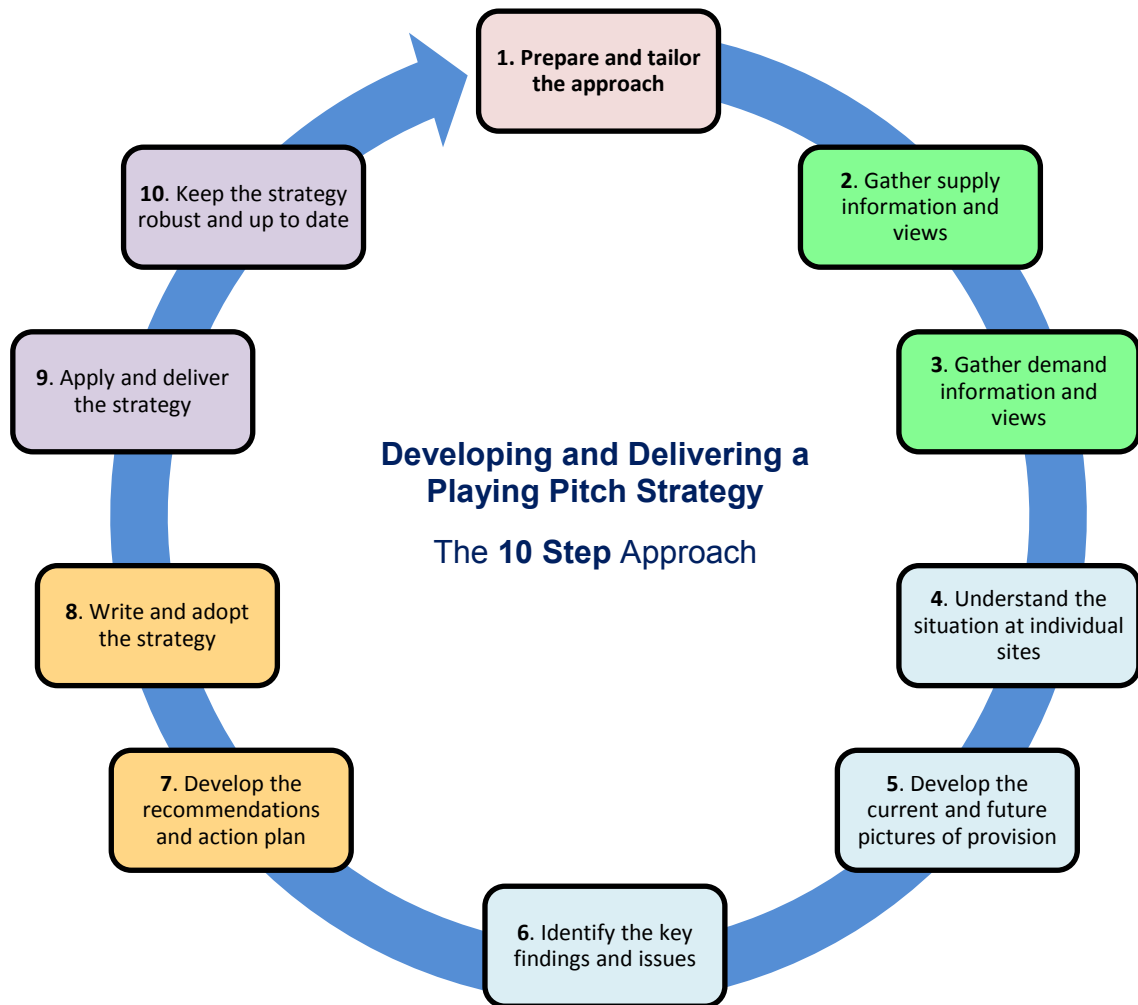 1. Prepare and tailor
the approach
2. Gather supply
information and
views
3. Gather demand
information and
views
4. Understand the
situation at individual
sites
5. Develop the
current and future
pictures of provision
6. Identify the key
findings and issues
7. Develop the
recommendations
and action plan
8. Write and adopt
the strategy
9. Apply and deliver
the strategy
10. Keep the strategy
robust and up to date
Developing and Delivering a
Playing Pitch Strategy
The 10 Step Approach